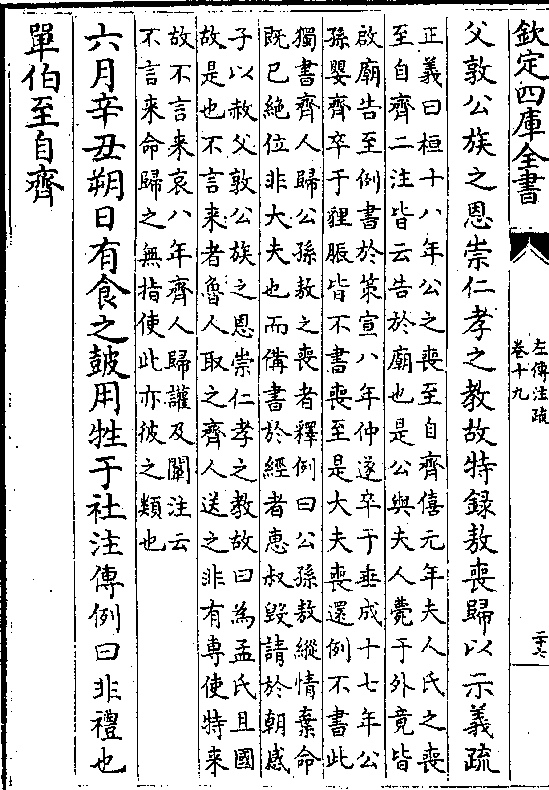 欽定四庫全書
左傳注疏
卷十九
二七
父敦公族之恩崇仁孝之教故特録敖喪歸以示義疏
正義曰桓十八年公之喪至自齊僖元年夫人氏之喪
至自齊二注皆云告於廟也是公與夫人薨于外竟皆
啟廟告至例書於策宣八年仲遂卒于垂成十七年公
孫嬰齊卒于貍脤皆不書喪至是大夫喪還例不書此
獨書齊人歸公孫敖之喪者釋例曰公孫敖縱情棄命
既已絶位非大夫也而備書於經者惠叔毀請於朝感
子以赦父敦公族之恩崇仁孝之教故曰為孟氏且國
故是也不言来者魯人取之齊人送之非有専使特来
故不言来哀八年齊人歸讙及闡注云
不言来命歸之無指使此亦彼之類也
六月辛丑朔日有食之鼓用牲于社注傳例曰非禮也
單伯至自齊